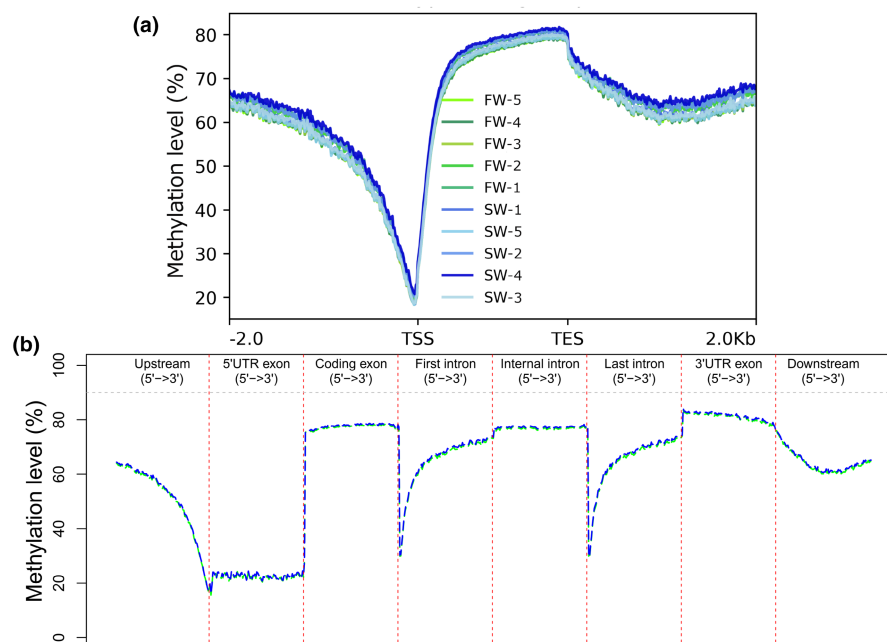 (a)
Methylation level (%)
80
70
60
50
40
30
20
FW-5
FW-4
FW-3
FW-2
FW-1
SW-1
SW-5
SW-2
SW-4
SW-3
-2.0 TSS TES 2.0Kb
(b)
Methylation level (%)
100
80
60
40
20
0
Upstream 5'UTR exon Coding exon First intron Internal intron Last intron 3'UTR exon Downstream
(5'->3') (5'->3') (5'->3') (5'->3') (5'->3') (5'->3') (5'->3') (5'->3')